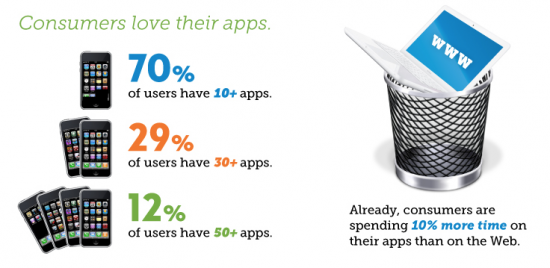 Consumers love their apps.
70%
of users have 10+ apps.
29%
of users have 30+ apps.
12%
of users have 50+ apps.
www
Already, consumers are
spending 10% more time on
their apps than on the Web.